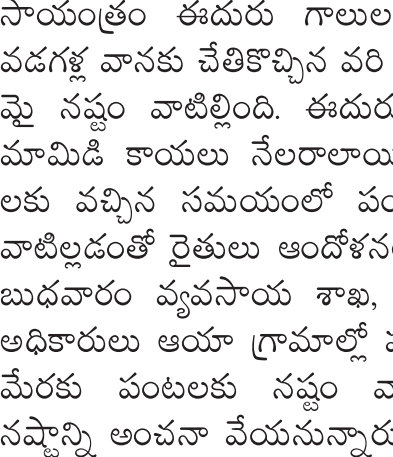 సాయంత్రం ఈదురు గాలుల
వడగళ్ల వానకు చేతికొచ్చిన వరి
మై నష్టం వాటిల్లింది. ఈదురు
మామిడి కాయలు నేలరాలాయి
లకు వచ్చిన సమయంలో పం
వాటిల్లడంతో రైతులు ఆందోళన
బుధవారం వ్యవసాయ శాఖ,
అధికారులు ఆయా గ్రామాల్లో
మేరకు పంటలకు నష్టం వా
నష్టాన్ని అంచనా వేయనున్నారు